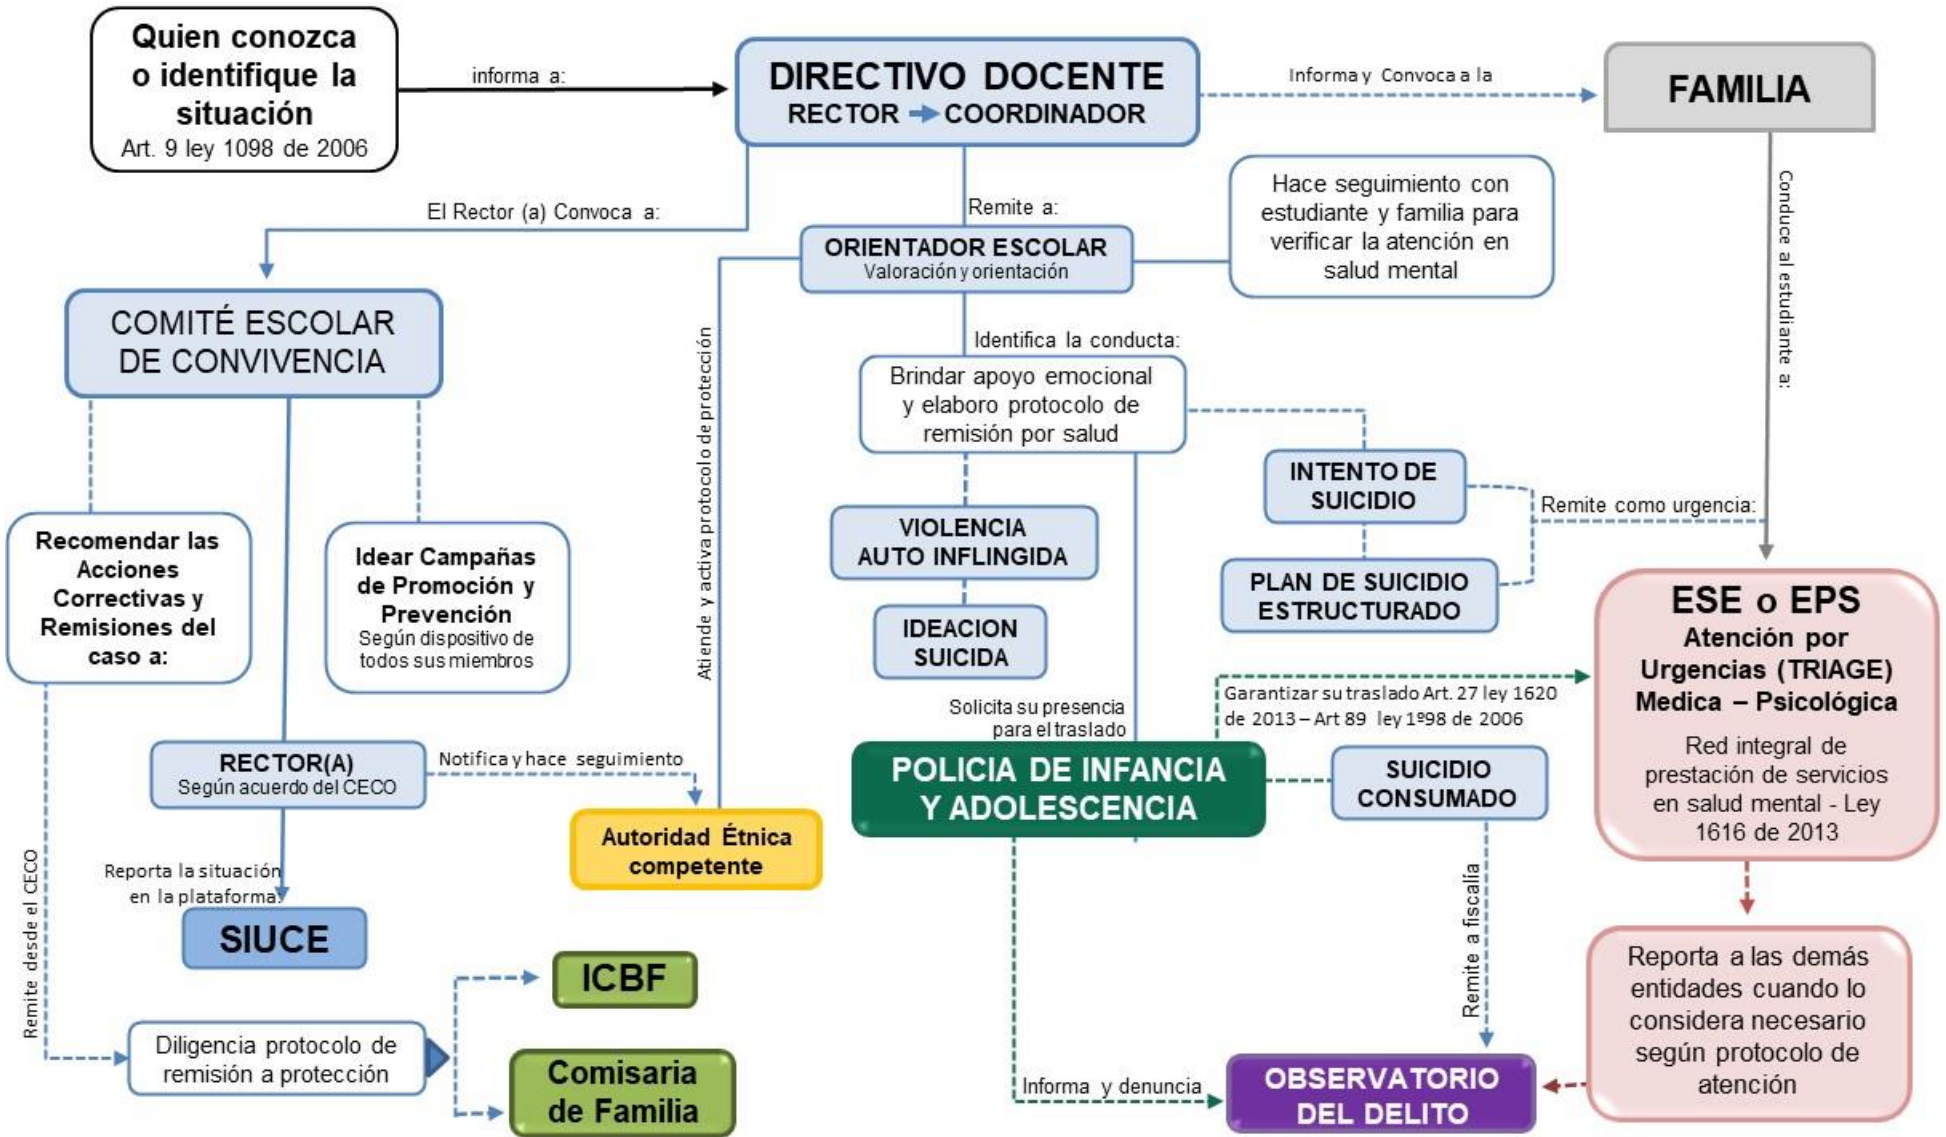 Quien conozca
o identifique la
situación
Art. 9 ley 1098 de 2006
informa a:
DIRECTIVO DOCENTE
RECTOR
COORDINADOR
Informa y Convoca a la
FAMILIA
Conduce al estudiante a:
El Rector (a) Convoca a:
Remite a:
ORIENTADOR ESCOLAR
Valoración y orientación
Hace seguimiento con
estudiante y familia para
verificar la atención en
salud mental
COMITÉ ESCOLAR
DE CONVIVENCIA
Atiende y activa protocolo de protección
Identifica la conducta:
Brindar apoyo emocional
y elaboro protocolo de
remisión por salud
INTENTO DE
SUICIDIO
Remite como urgencia:
PLAN DE SUICIDIO
ESTRUCTURADO
VIOLENCIA
AUTO INFLINGIDA
IDEACION
SUICIDA
Recomendar las
Acciones
Correctivas y
Remisiones del
caso a:
Idear Campañas
de Promoción y
Prevención
Según dispositivo de
todos sus miembros
ESE o EPS
Atención por
Urgencias (TRIAGE)
Medica – Psicológica
Red integral de
prestación de servicios
en salud mental - Ley
1616 de 2013
Garantizar su traslado Art. 27 ley 1620
de 2013 – Art 89 ley 1º98 de 2006
Solicita su presencia
para el traslado
RECTOR(A)
Según acuerdo del CECO
Notifica y hace seguimiento
POLICIA DE INFANCIA
Y ADOLESCENCIA
SUICIDIO
CONSUMADO
Autoridad Étnica
competente
Reporta la situación
en la plataforma:
SIUCE
Remite desde el CECO
Remite a fiscalía
Reporta a las demás
entidades cuando lo
considera necesario
según protocolo de
atención
ICBF
Diligencia protocolo de
remisión a protección
Comisaria
de Familia
Informa y denuncia
OBSERVATORIO
DEL DELITO